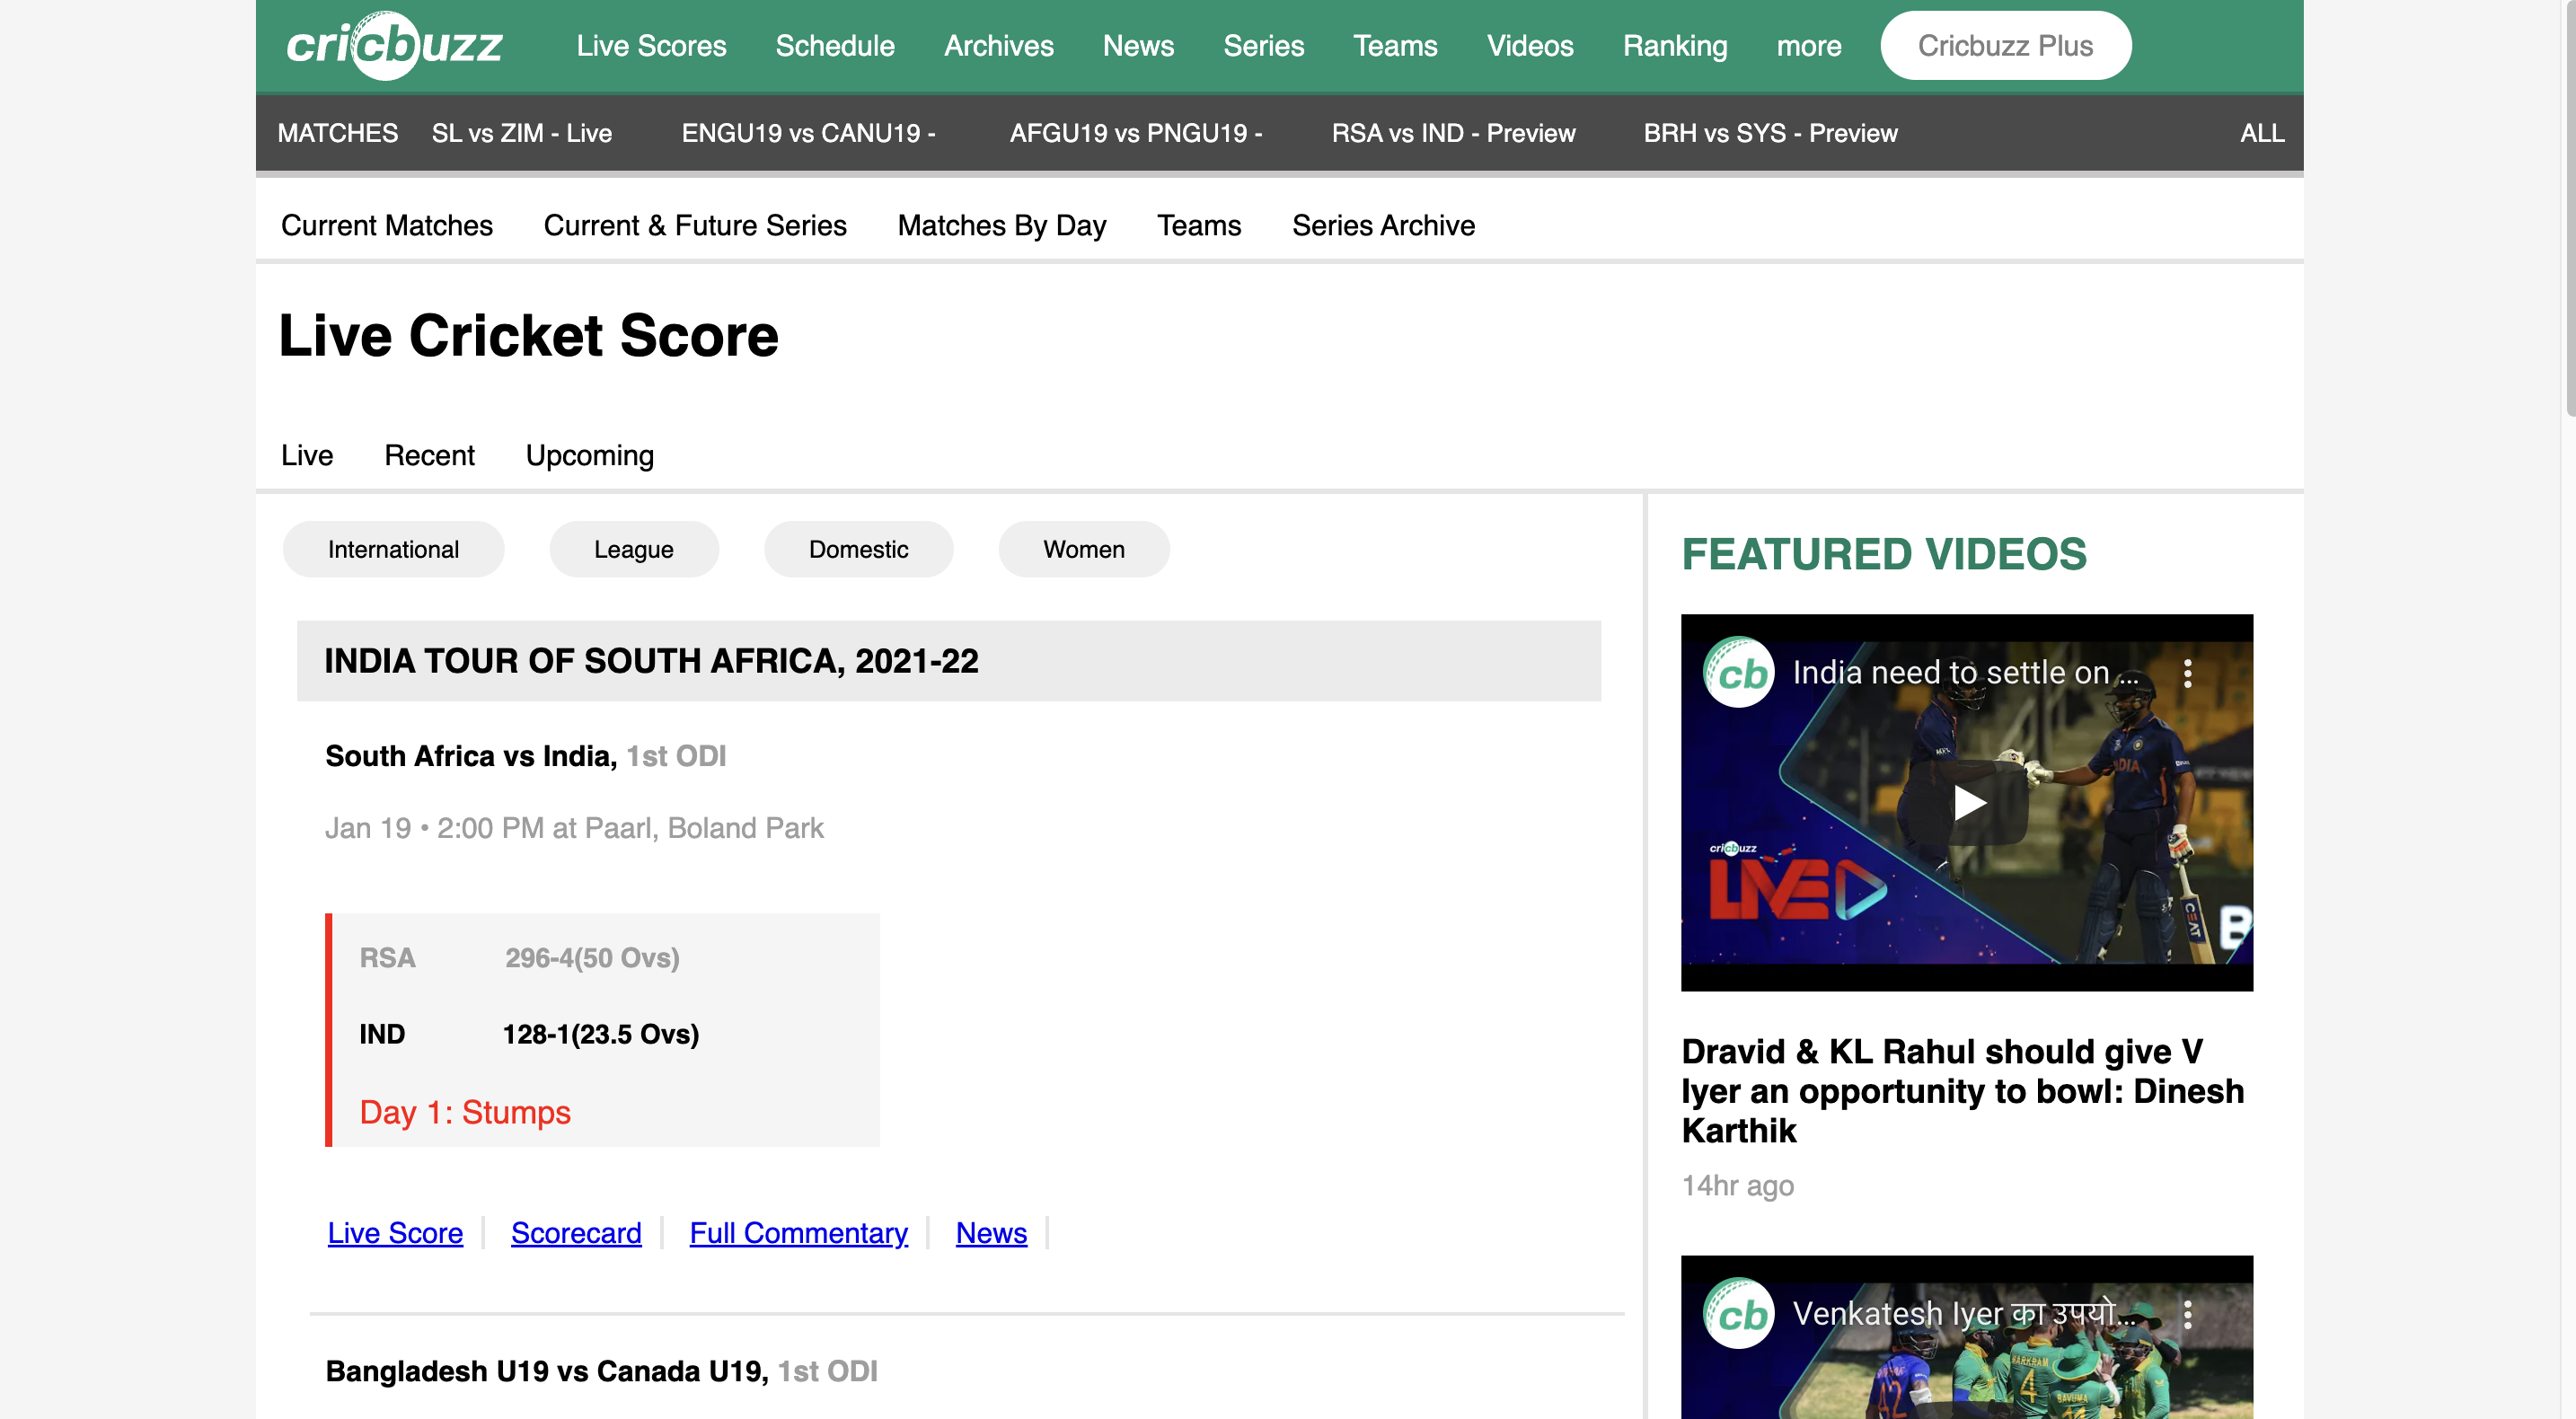 cricbuzz Live Scores Schedule Archives News Series Teams Videos Ranking more Cricbuzz Plus
MATCHES SL vs ZIM - Live ENGU19 vs CANU19 - AFGU19 vs PNGU19 - RSA vs IND - Preview BRH vs SYS - Preview ALL
Current Matches Current & Future Series Matches By Day Teams Series Archive
Live Cricket Score
Live Recent Upcoming
International League Domestic Women
INDIA TOUR OF SOUTH AFRICA, 2021-22
South Africa vs India, 1st ODI
Jan 19 • 2:00 PM at Paarl, Boland Park
RSA 296-4(50 Ovs)
IND 128-1(23.5 Ovs)
Day 1: Stumps
Live Score Scorecard Full Commentary News
Bangladesh U19 vs Canada U19, 1st ODI
FEATURED VIDEOS
cb India need to settle on ...
cricbuzz
LIVE
CEAT
B
Dravid & KL Rahul should give V
Iyer an opportunity to bowl: Dinesh
Karthik
14hr ago
cb Venkatesh Iyer का उपयो...
MARKRAM
4
BAVUMA